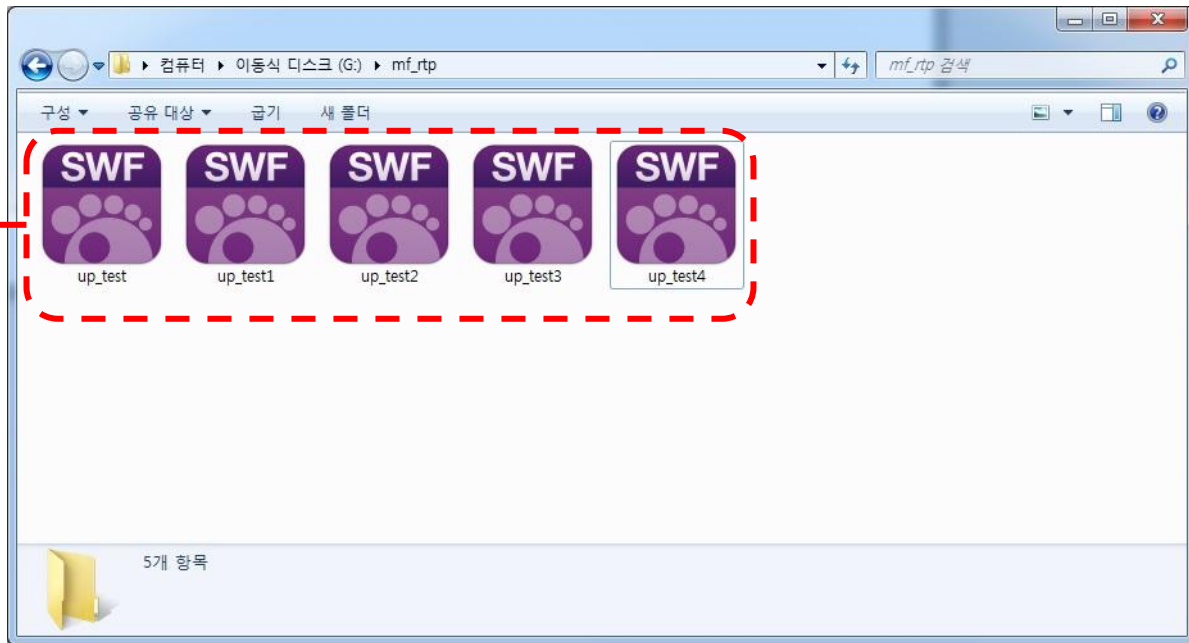 컴퓨터 ▸ 이동식 디스크 (G:) ▸ mf_rtp
mf_rtp 검색
구성 공유 대상 굽기 새 폴더
SWF SWF SWF SWF SWF
up_test up_test1 up_test2 up_test3 up_test4
5개 항목